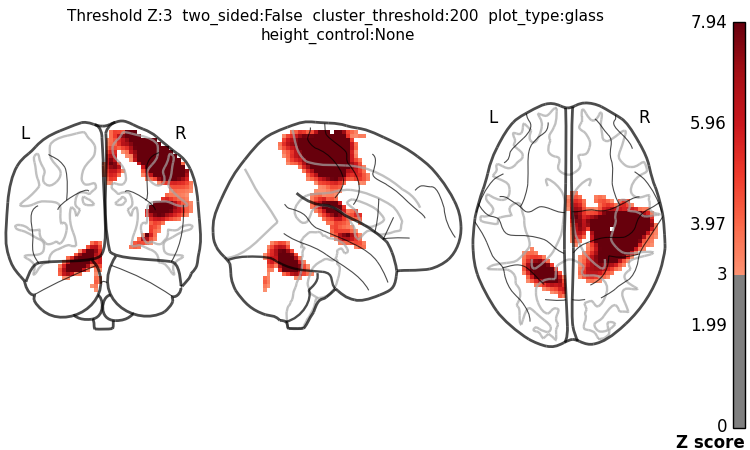 Threshold Z:3  two_sided:False  cluster_threshold:200  plot_type:glass
height_control:None
L
R
L
R
7.94
5.96
3.97
3
1.99
0
Z score